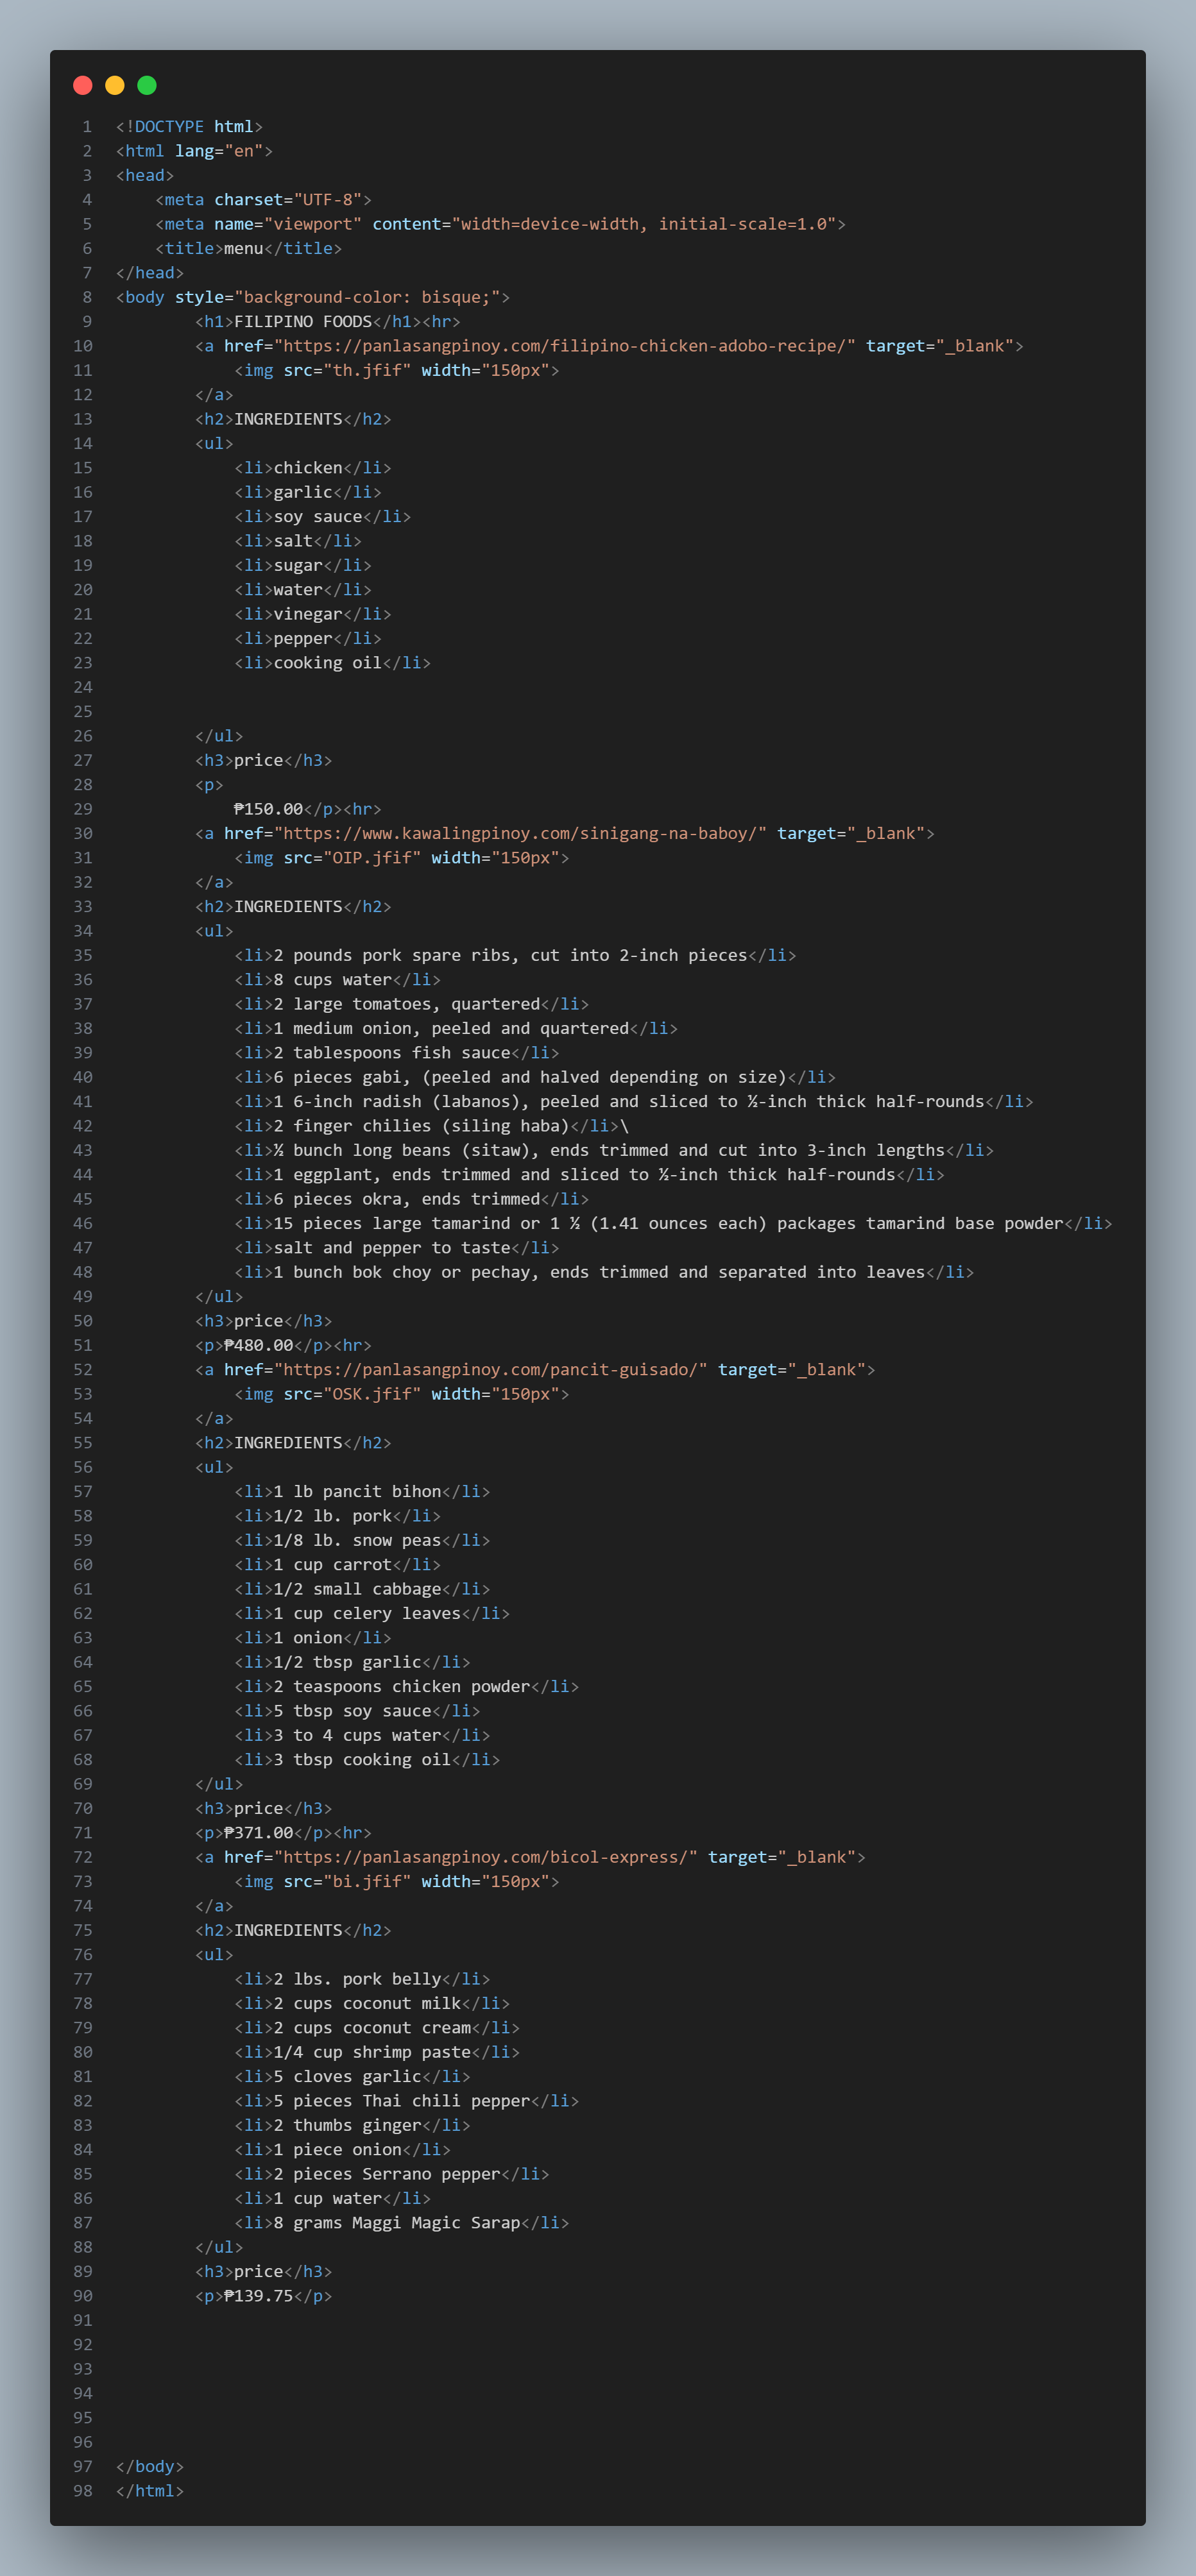 1 <!DOCTYPE html>
2 <html lang="en">
3 <head>
4     <meta charset="UTF-8">
5     <meta name="viewport" content="width=device-width, initial-scale=1.0">
6     <title>menu</title>
7 </head>
8 <body style="background-color: bisque;">
9         <h1>FILIPINO FOODS</h1><hr>
10         <a href="https://panlasangpinoy.com/filipino-chicken-adobo-recipe/" target="_blank">
11             <img src="th.jfif" width="150px">
12         </a>
13         <h2>INGREDIENTS</h2>
14         <ul>
15             <li>chicken</li>
16             <li>garlic</li>
17             <li>soy sauce</li>
18             <li>salt</li>
19             <li>sugar</li>
20             <li>water</li>
21             <li>vinegar</li>
22             <li>pepper</li>
23             <li>cooking oil</li>
24
25
26         </ul>
27         <h3>price</h3>
28         <p>
29             ₱150.00</p><hr>
30         <a href="https://www.kawalingpinoy.com/sinigang-na-baboy/" target="_blank">
31             <img src="OIP.jfif" width="150px">
32         </a>
33         <h2>INGREDIENTS</h2>
34         <ul>
35             <li>2 pounds pork spare ribs, cut into 2-inch pieces</li>
36             <li>8 cups water</li>
37             <li>2 large tomatoes, quartered</li>
38             <li>1 medium onion, peeled and quartered</li>
39             <li>2 tablespoons fish sauce</li>
40             <li>6 pieces gabi, (peeled and halved depending on size)</li>
41             <li>1 6-inch radish (labanos), peeled and sliced to ½-inch thick half-rounds</li>
42             <li>2 finger chilies (siling haba)</li>\
43             <li>½ bunch long beans (sitaw), ends trimmed and cut into 3-inch lengths</li>
44             <li>1 eggplant, ends trimmed and sliced to ½-inch thick half-rounds</li>
45             <li>6 pieces okra, ends trimmed</li>
46             <li>15 pieces large tamarind or 1 ½ (1.41 ounces each) packages tamarind base powder</li>
47             <li>salt and pepper to taste</li>
48             <li>1 bunch bok choy or pechay, ends trimmed and separated into leaves</li>
49         </ul>
50         <h3>price</h3>
51         <p>₱480.00</p><hr>
52         <a href="https://panlasangpinoy.com/pancit-guisado/" target="_blank">
53             <img src="OSK.jfif" width="150px">
54         </a>
55         <h2>INGREDIENTS</h2>
56         <ul>
57             <li>1 lb pancit bihon</li>
58             <li>1/2 lb. pork</li>
59             <li>1/8 lb. snow peas</li>
60             <li>1 cup carrot</li>
61             <li>1/2 small cabbage</li>
62             <li>1 cup celery leaves</li>
63             <li>1 onion</li>
64             <li>1/2 tbsp garlic</li>
65             <li>2 teaspoons chicken powder</li>
66             <li>5 tbsp soy sauce</li>
67             <li>3 to 4 cups water</li>
68             <li>3 tbsp cooking oil</li>
69         </ul>
70         <h3>price</h3>
71         <p>₱371.00</p><hr>
72         <a href="https://panlasangpinoy.com/bicol-express/" target="_blank">
73             <img src="bi.jfif" width="150px">
74         </a>
75         <h2>INGREDIENTS</h2>
76         <ul>
77             <li>2 lbs. pork belly</li>
78             <li>2 cups coconut milk</li>
79             <li>2 cups coconut cream</li>
80             <li>1/4 cup shrimp paste</li>
81             <li>5 cloves garlic</li>
82             <li>5 pieces Thai chili pepper</li>
83             <li>2 thumbs ginger</li>
84             <li>1 piece onion</li>
85             <li>2 pieces Serrano pepper</li>
86             <li>1 cup water</li>
87             <li>8 grams Maggi Magic Sarap</li>
88         </ul>
89         <h3>price</h3>
90         <p>₱139.75</p>
91
92
93
94
95
96
97 </body>
98 </html>